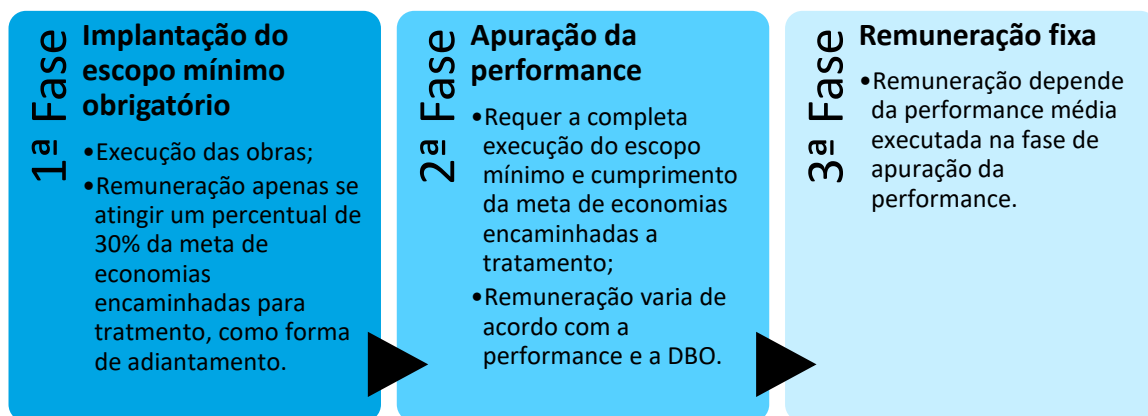 1ª Fase
Implantação do
escopo mínimo
obrigatório
•Execução das obras;
•Remuneração apenas se
atingir um percentual de
30% da meta de
economias
encaminhadas para
tratmento, como forma
de adiantamento.
2ª Fase
Apuração da
performance
•Requer a completa
execução do escopo
mínimo e cumprimento
da meta de economias
encaminhadas a
tratamento;
•Remuneração varia de
acordo com a
performance e a DBO.
3ª Fase
Remuneração fixa
•Remuneração depende
da performance média
executada na fase de
apuração da
performance.